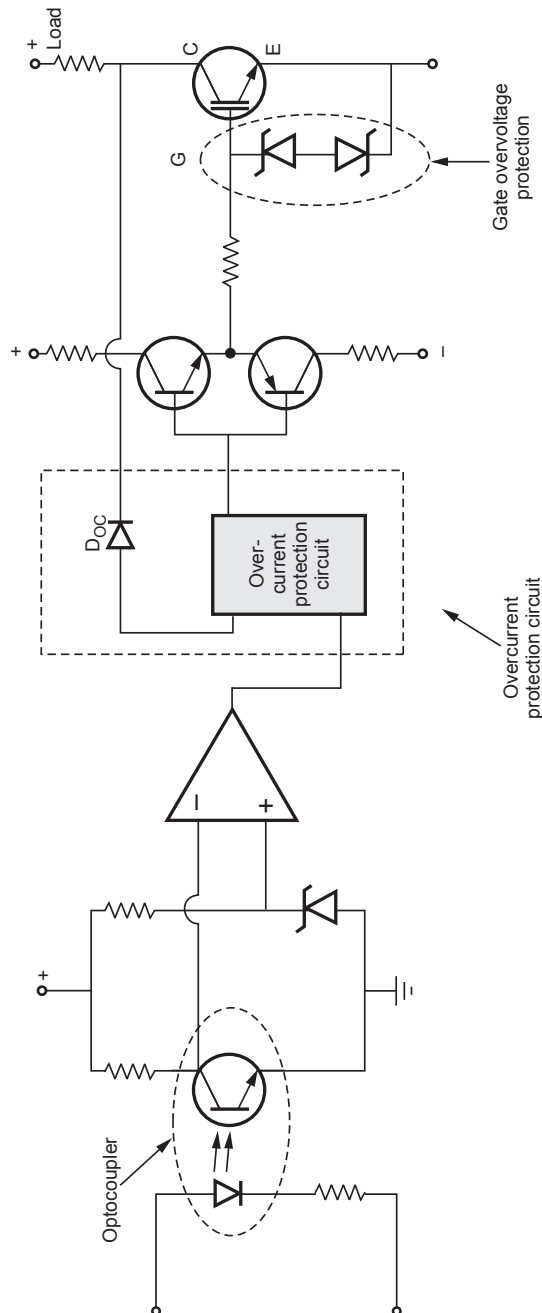 Optocoupler
+
−
+
Overcurrent
protection circuit
D_OC
Over-
current
protection
circuit
+
−
+
Load
C
E
G
Gate overvoltage
protection